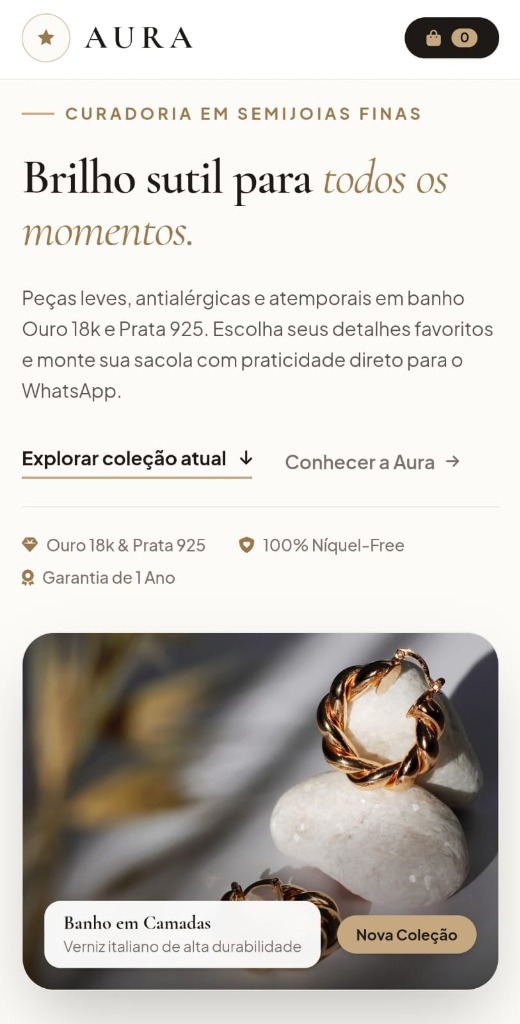 AURA
0
CURADORIA EM SEMIJOIAS FINAS
Brilho sutil para todos os
momentos.
Peças leves, antialérgicas e atemporais em banho
Ouro 18k e Prata 925. Escolha seus detalhes favoritos
e monte sua sacola com praticidade direto para o
WhatsApp.
Explorar coleção atual
Conhecer a Aura
Ouro 18k & Prata 925
100% Níquel-Free
Garantia de 1 Ano
Banho em Camadas
Verniz italiano de alta durabilidade
Nova Coleção